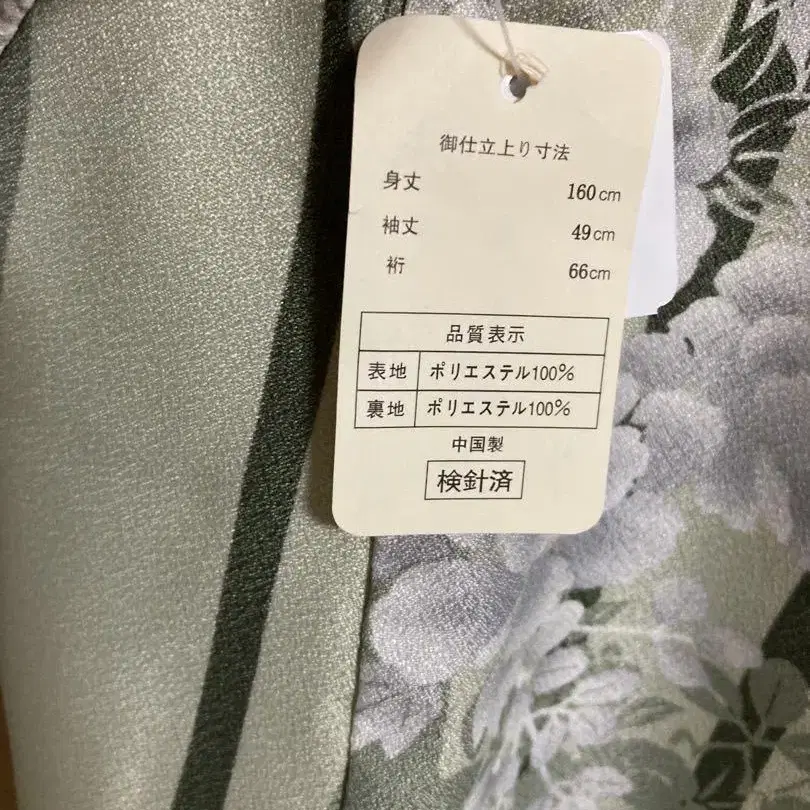 御仕立上り寸法
身丈 160cm
袖丈 49cm
裄 66cm
品質表示
表地 ポリエステル100%
裏地 ポリエステル100%
中国製
検針済